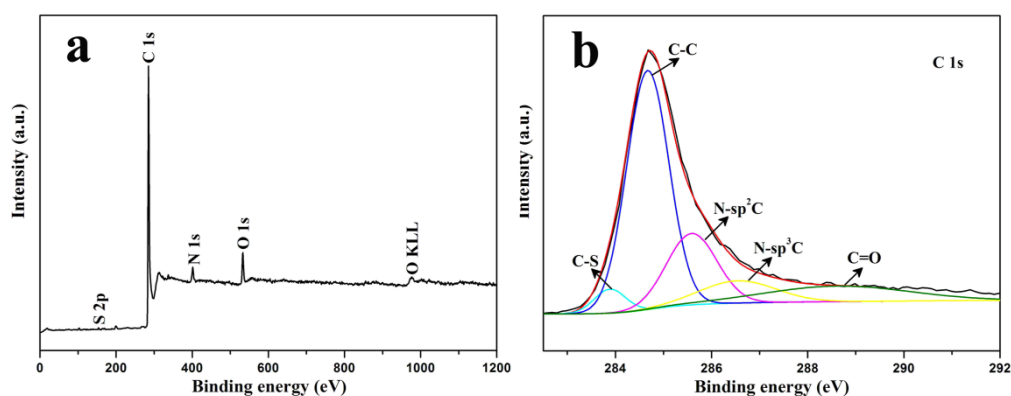 a
C 1s
S 2p
N 1s
O 1s
O KLL
Intensity (a.u.)
0 200 400 600 800 1000 1200
Binding energy (eV)
b
C 1s
C-C
N-sp²C
N-sp³C
C-S
C=O
Intensity (a.u.)
284 286 288 290 292
Binding energy (eV)